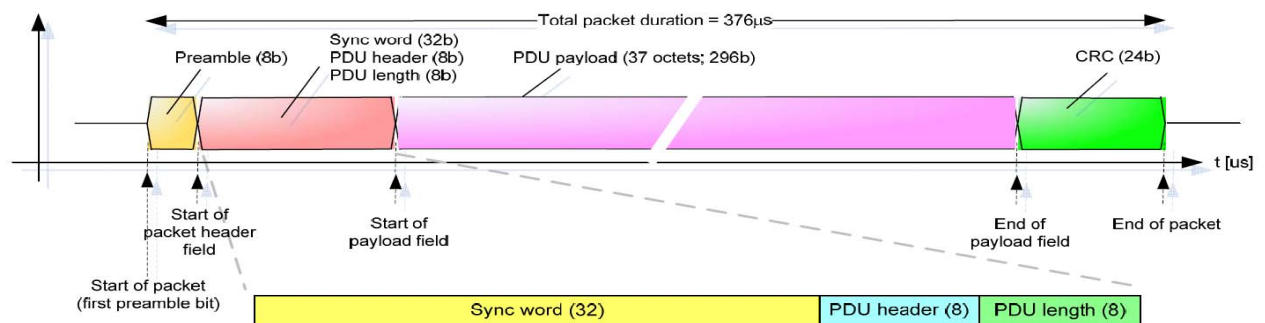 Total packet duration = 376µs
Preamble (8b)
Sync word (32b)
PDU header (8b)
PDU length (8b)
PDU payload (37 octets; 296b)
CRC (24b)
t [us]
Start of
packet header
field
Start of
payload field
End of
payload field
End of packet
Start of packet
(first preamble bit)
Sync word (32)
PDU header (8)
PDU length (8)